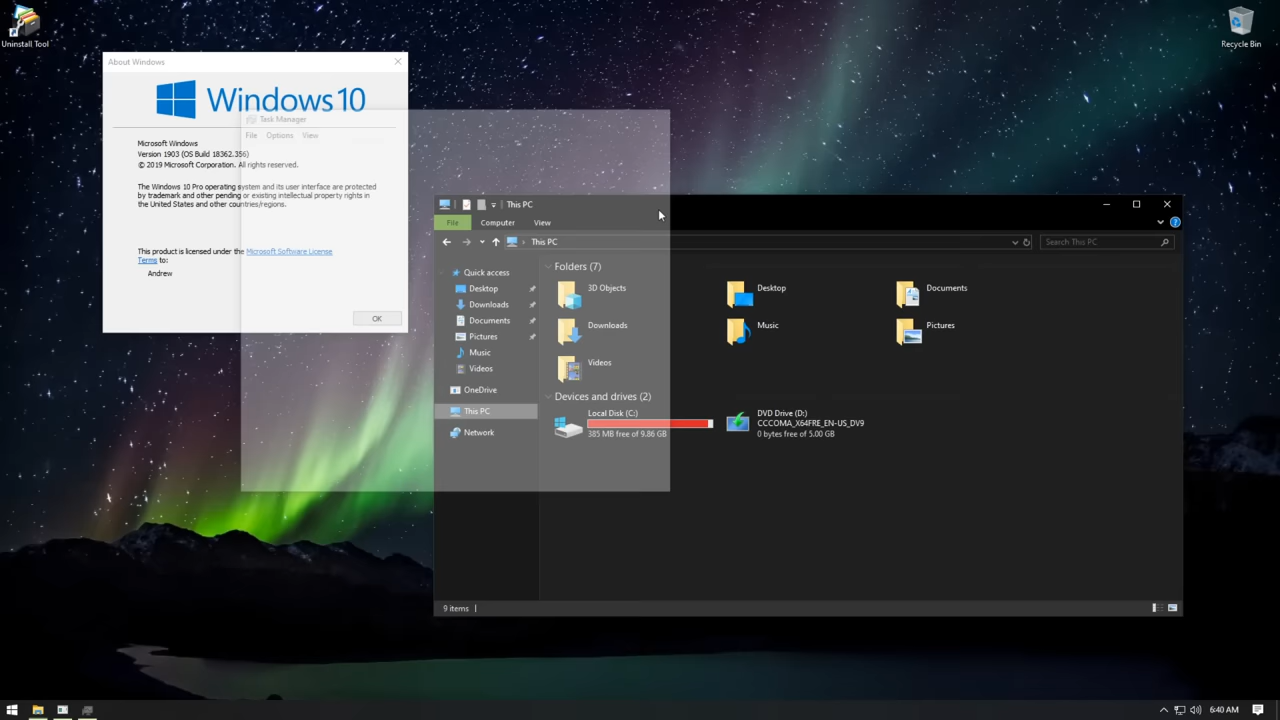 Uninstall Tool
Recycle Bin
About Windows
Windows 10
Microsoft Windows
Version 1903 (OS Build 18362.356)
© 2019 Microsoft Corporation. All rights reserved.
The Windows 10 Pro operating system and its user interface are protected
by trademark and other pending or existing intellectual property rights in
the United States and other countries/regions.
This product is licensed under the Microsoft Software License
Terms to:
Andrew
OK
Task Manager
File Options View
This PC
File Computer View
This PC
Search This PC
Quick access
Desktop
Downloads
Documents
Pictures
Music
Videos
OneDrive
This PC
Network
Folders (7)
3D Objects
Desktop
Documents
Downloads
Music
Pictures
Videos
Devices and drives (2)
Local Disk (C:)
385 MB free of 9.86 GB
DVD Drive (D:)
CCCOMA_X64FRE_EN-US_DV9
0 bytes free of 5.00 GB
9 items
6:40 AM